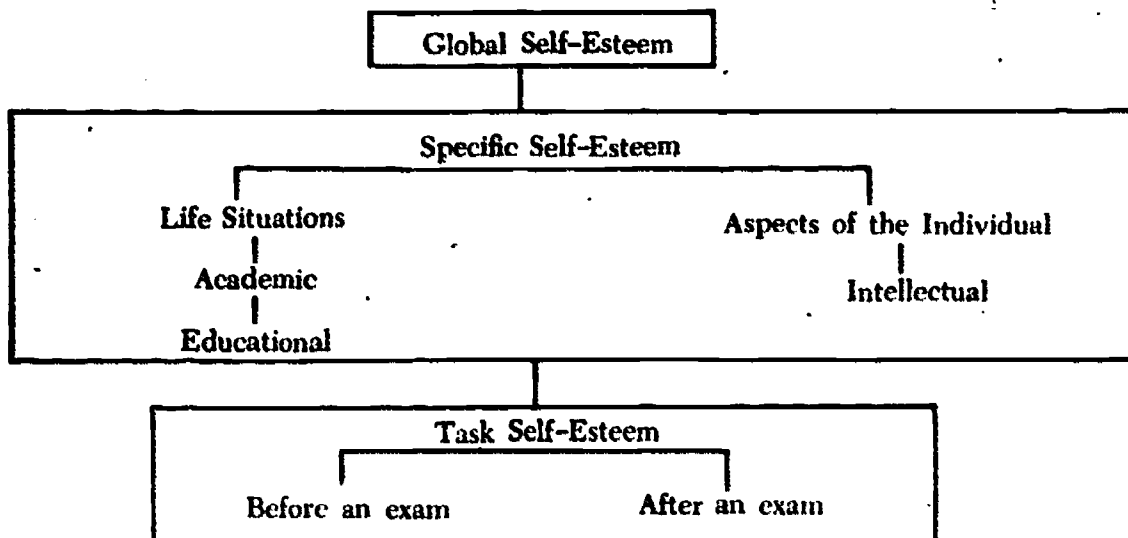 Global Self-Esteem
Specific Self-Esteem
Life Situations
Aspects of the Individual
Academic
Intellectual
Educational
Task Self-Esteem
Before an exam
After an exam